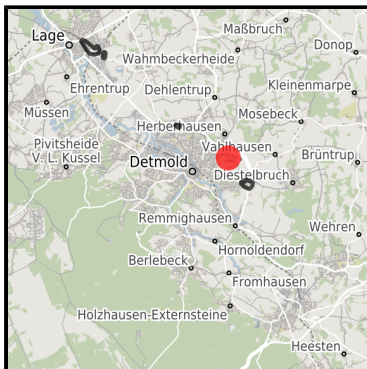 Maßbruch
Lage
Donop
Wahmbeckerheide
Ehrentrup
Dehlentrup
Kleinenmarpe
Müssen
Mosebeck
Herberhausen
Pivitsheide
V. L. Kussel
Vahlhausen
Brüntrup
Detmold
Diestelbruch
Remmighausen
Wehren
Hornoldendorf
Berlebeck
Fromhausen
Holzhausen-Externsteine
Heesten